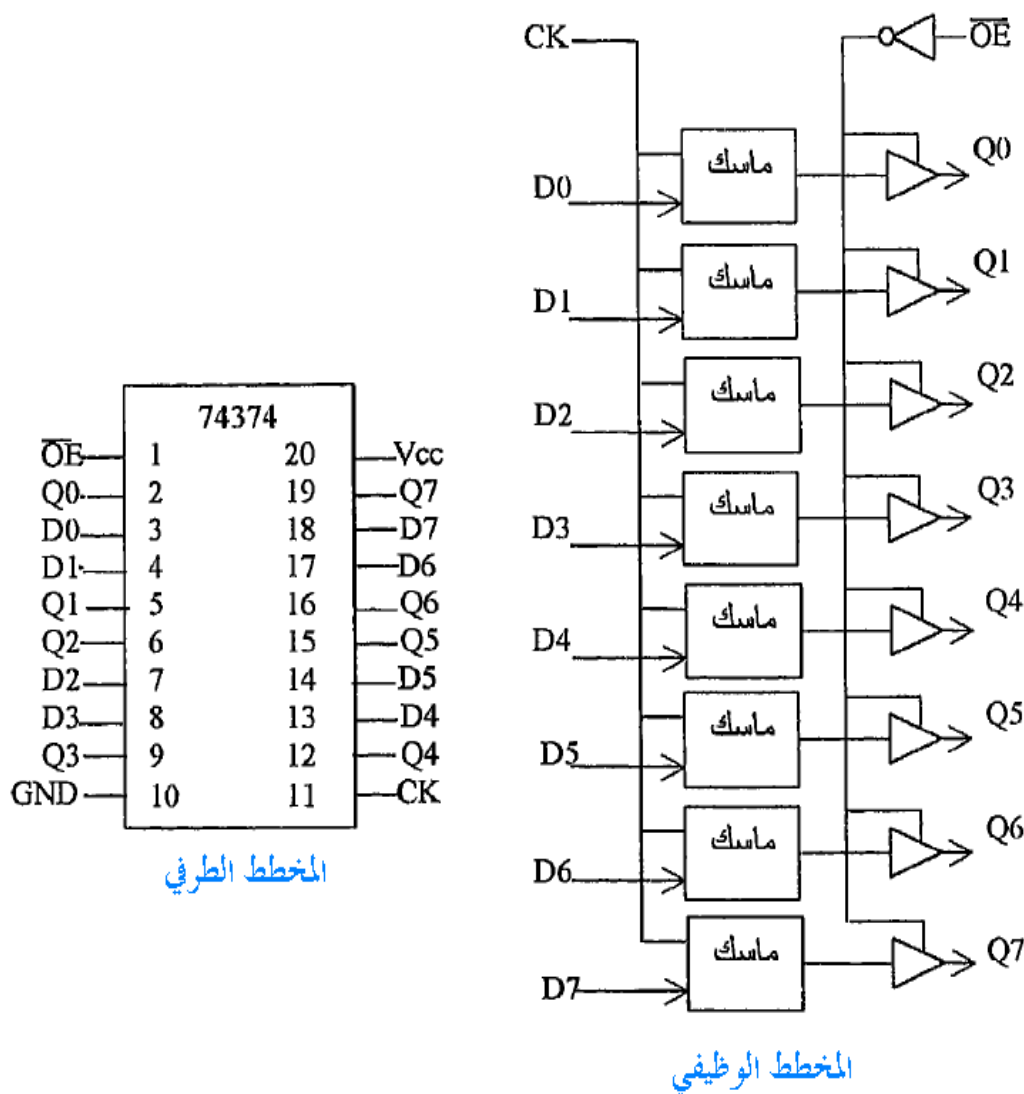 74374
OE 1 20 Vcc
Q0 2 19 Q7
D0 3 18 D7
D1 4 17 D6
Q1 5 16 Q6
Q2 6 15 Q5
D2 7 14 D5
D3 8 13 D4
Q3 9 12 Q4
GND 10 11 CK
المخطط الطرفي
CK OE
D0 ماسك Q0
D1 ماسك Q1
D2 ماسك Q2
D3 ماسك Q3
D4 ماسك Q4
D5 ماسك Q5
D6 ماسك Q6
D7 ماسك Q7
المخطط الوظيفي